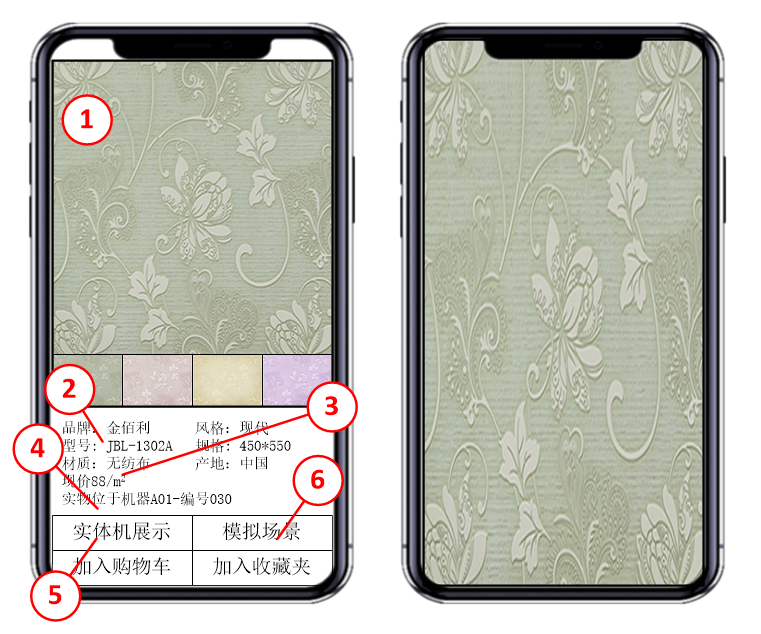 1
2
3
品牌: 金佰利 风格: 现代
4
型号: JBL-1302A 规格: 450*550
材质: 无纺布 产地: 中国
6
现价88/m²
实物位于机器A01-编号030
实体机展示 模拟场景
加入购物车 加入收藏夹
5